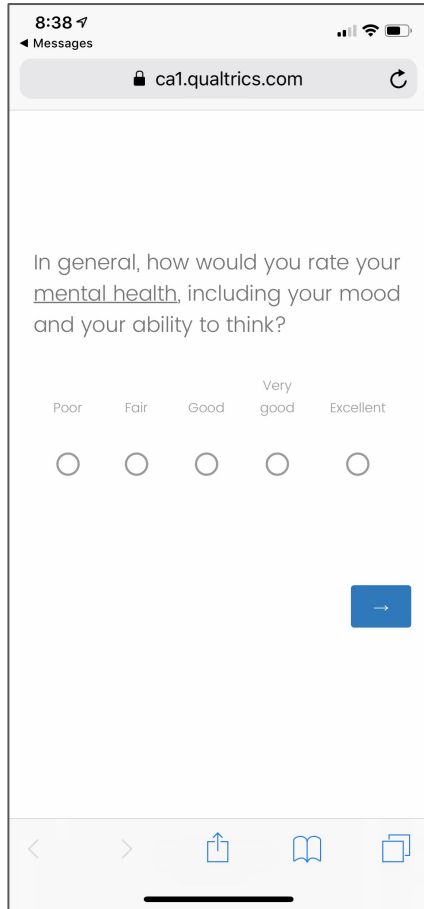 8:38
◀ Messages
ca1.qualtrics.com
In general, how would you rate your
mental health, including your mood
and your ability to think?
Poor Fair Good Very good Excellent
→